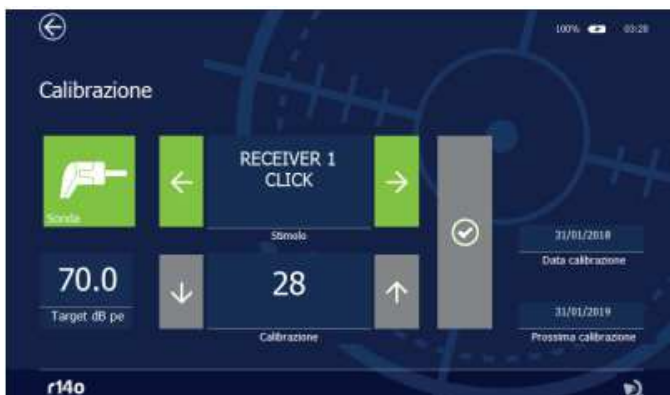 100% 03:28
Calibrazione
RECEIVER 1
CLICK
Sonda
Stimolo
31/01/2018
Data calibrazione
70.0
Target dB pe
28
Calibrazione
31/01/2019
Prossima calibrazione
r14o